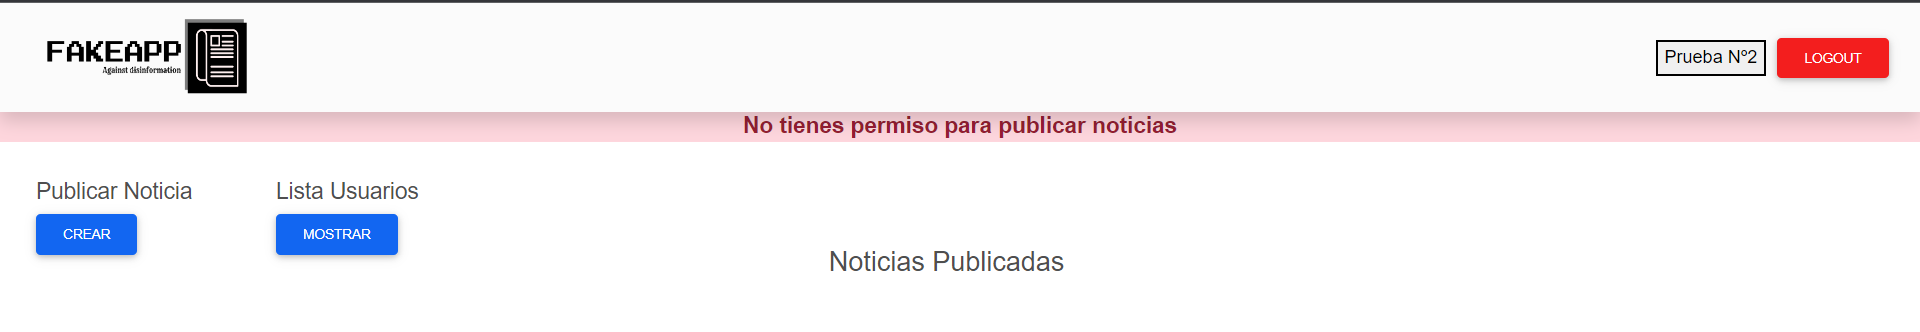 FAKEAPP
Against disinformation
Prueba Nº2
LOGOUT
No tienes permiso para publicar noticias
Publicar Noticia
Lista Usuarios
CREAR
MOSTRAR
Noticias Publicadas